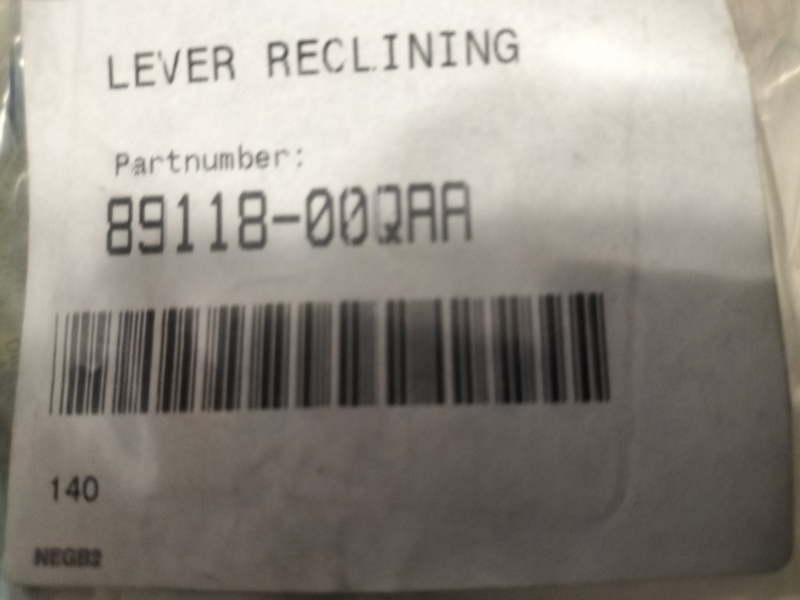 LEVER RECLINING
Partnumber:
89118-00QAA
140
NEGB2